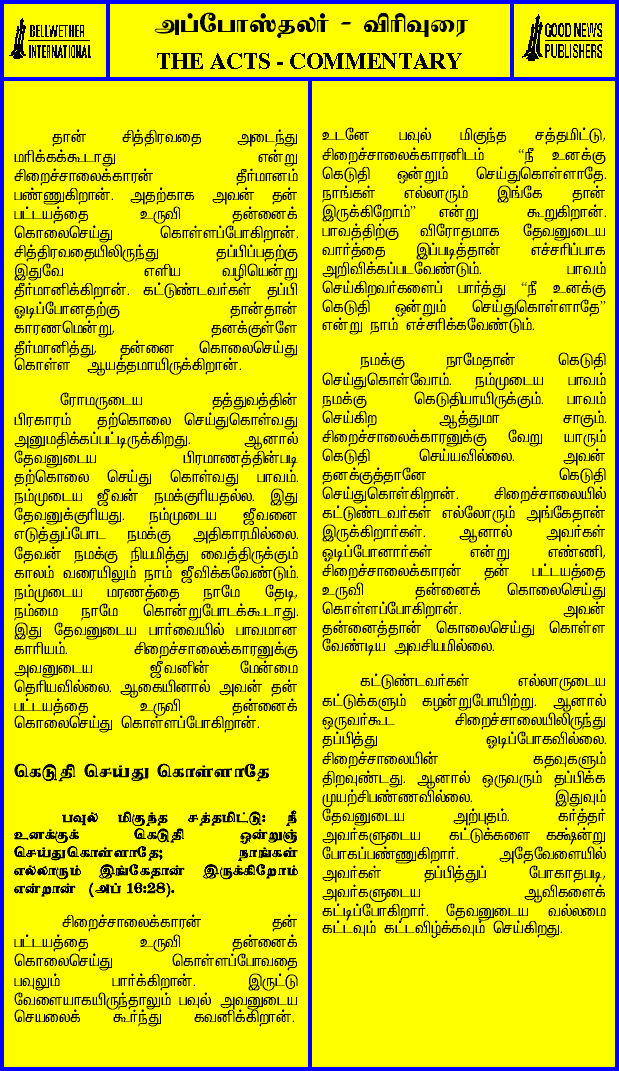 BELLWETHER
INTERNATIONAL
அப்போஸ்தலர் - விரிவுரை
THE ACTS - COMMENTARY
GOOD NEWS
PUBLISHERS
தான் சித்திரவதை அடைந்து
மரிக்கக்கூடாது என்று
சிறைச்சாலைக்காரன் தீர்மானம்
பண்ணுகிறான். அதற்காக அவன் தன்
பட்டயத்தை உருவி தன்னைக்
கொலைசெய்து கொள்ளப்போகிறான்.
சித்திரவதையிலிருந்து தப்பிப்பதற்கு
இதுவே எளிய வழியென்று
தீர்மானிக்கிறான். கட்டுண்டவர்கள் தப்பி
ஓடிப்போனதற்கு தான்தான்
காரணமென்று, தனக்குள்ளே
தீர்மானித்து, தன்னை கொலைசெய்து
கொள்ள ஆயத்தமாயிருக்கிறான்.
ரோமருடைய தத்துவத்தின்
பிரகாரம் தற்கொலை செய்துகொள்வது
அனுமதிக்கப்பட்டிருக்கிறது. ஆனால்
தேவனுடைய பிரமாணத்தின்படி
தற்கொலை செய்து கொள்வது பாவம்.
நம்முடைய ஜீவன் நமக்குரியதல்ல. இது
தேவனுக்குரியது. நம்முடைய ஜீவனை
எடுத்துப்போட நமக்கு அதிகாரமில்லை.
தேவன் நமக்கு நியமித்து வைத்திருக்கும்
காலம் வரையிலும் நாம் ஜீவிக்கவேண்டும்.
நம்முடைய மரணத்தை நாமே தேடி,
நம்மை நாமே கொன்றுபோடக்கூடாது.
இது தேவனுடைய பார்வையில் பாவமான
காரியம். சிறைச்சாலைக்காரனுக்கு
அவனுடைய ஜீவனின் மேன்மை
தெரியவில்லை. ஆகையினால் அவன் தன்
பட்டயத்தை உருவி தன்னைக்
கொலைசெய்து கொள்ளப்போகிறான்.
கெடுதி செய்து கொள்ளாதே
பவுல் மிகுந்த சத்தமிட்டு: நீ
உனக்குக் கெடுதி ஒன்றுஞ்
செய்துகொள்ளாதே; நாங்கள்
எல்லாரும் இங்கேதான் இருக்கிறோம்
என்றான் (அப் 16:28).
சிறைச்சாலைக்காரன் தன்
பட்டயத்தை உருவி தன்னைக்
கொலைசெய்து கொள்ளப்போவதை
பவுலும் பார்க்கிறான். இருட்டு
வேளையாகயிருந்தாலும் பவுல் அவனுடைய
செயலைக் கூர்ந்து கவனிக்கிறான்.
உடனே பவுல் மிகுந்த சத்தமிட்டு,
சிறைச்சாலைக்காரனிடம் “நீ உனக்கு
கெடுதி ஒன்றும் செய்துகொள்ளாதே.
நாங்கள் எல்லாரும் இங்கே தான்
இருக்கிறோம்” என்று கூறுகிறான்.
பாவத்திற்கு விரோதமாக தேவனுடைய
வார்த்தை இப்படித்தான் எச்சரிப்பாக
அறிவிக்கப்படவேண்டும். பாவம்
செய்கிறவர்களைப் பார்த்து “நீ உனக்கு
கெடுதி ஒன்றும் செய்துகொள்ளாதே”
என்று நாம் எச்சரிக்கவேண்டும்.
நமக்கு நாமேதான் கெடுதி
செய்துகொள்வோம். நம்முடைய பாவம்
நமக்கு கெடுதியாயிருக்கும். பாவம்
செய்கிற ஆத்துமா சாகும்.
சிறைச்சாலைக்காரனுக்கு வேறு யாரும்
கெடுதி செய்யவில்லை. அவன்
தனக்குத்தானே கெடுதி
செய்துகொள்கிறான். சிறைச்சாலையில்
கட்டுண்டவர்கள் எல்லோரும் அங்கேதான்
இருக்கிறார்கள். ஆனால் அவர்கள்
ஓடிப்போனார்கள் என்று எண்ணி,
சிறைச்சாலைக்காரன் தன் பட்டயத்தை
உருவி தன்னைக் கொலைசெய்து
கொள்ளப்போகிறான். அவன்
தன்னைத்தான் கொலைசெய்து கொள்ள
வேண்டிய அவசியமில்லை.
கட்டுண்டவர்கள் எல்லாருடைய
கட்டுக்களும் கழன்றுபோயிற்று. ஆனால்
ஒருவர்கூட சிறைச்சாலையிலிருந்து
தப்பித்து ஓடிப்போகவில்லை.
சிறைச்சாலையின் கதவுகளும்
திறவுண்டது. ஆனால் ஒருவரும் தப்பிக்க
முயற்சிபண்ணவில்லை. இதுவும்
தேவனுடைய அற்புதம். கர்த்தர்
அவர்களுடைய கட்டுக்களை கக்ஷ்ன்று
போகப்பண்ணுகிறார். அதேவேளையில்
அவர்கள் தப்பித்துப் போகாதபடி,
அவர்களுடைய ஆவிகளைக்
கட்டிப்போகிறார். தேவனுடைய வல்லமை
கட்டவும் கட்டவிழ்க்கவும் செய்கிறது.